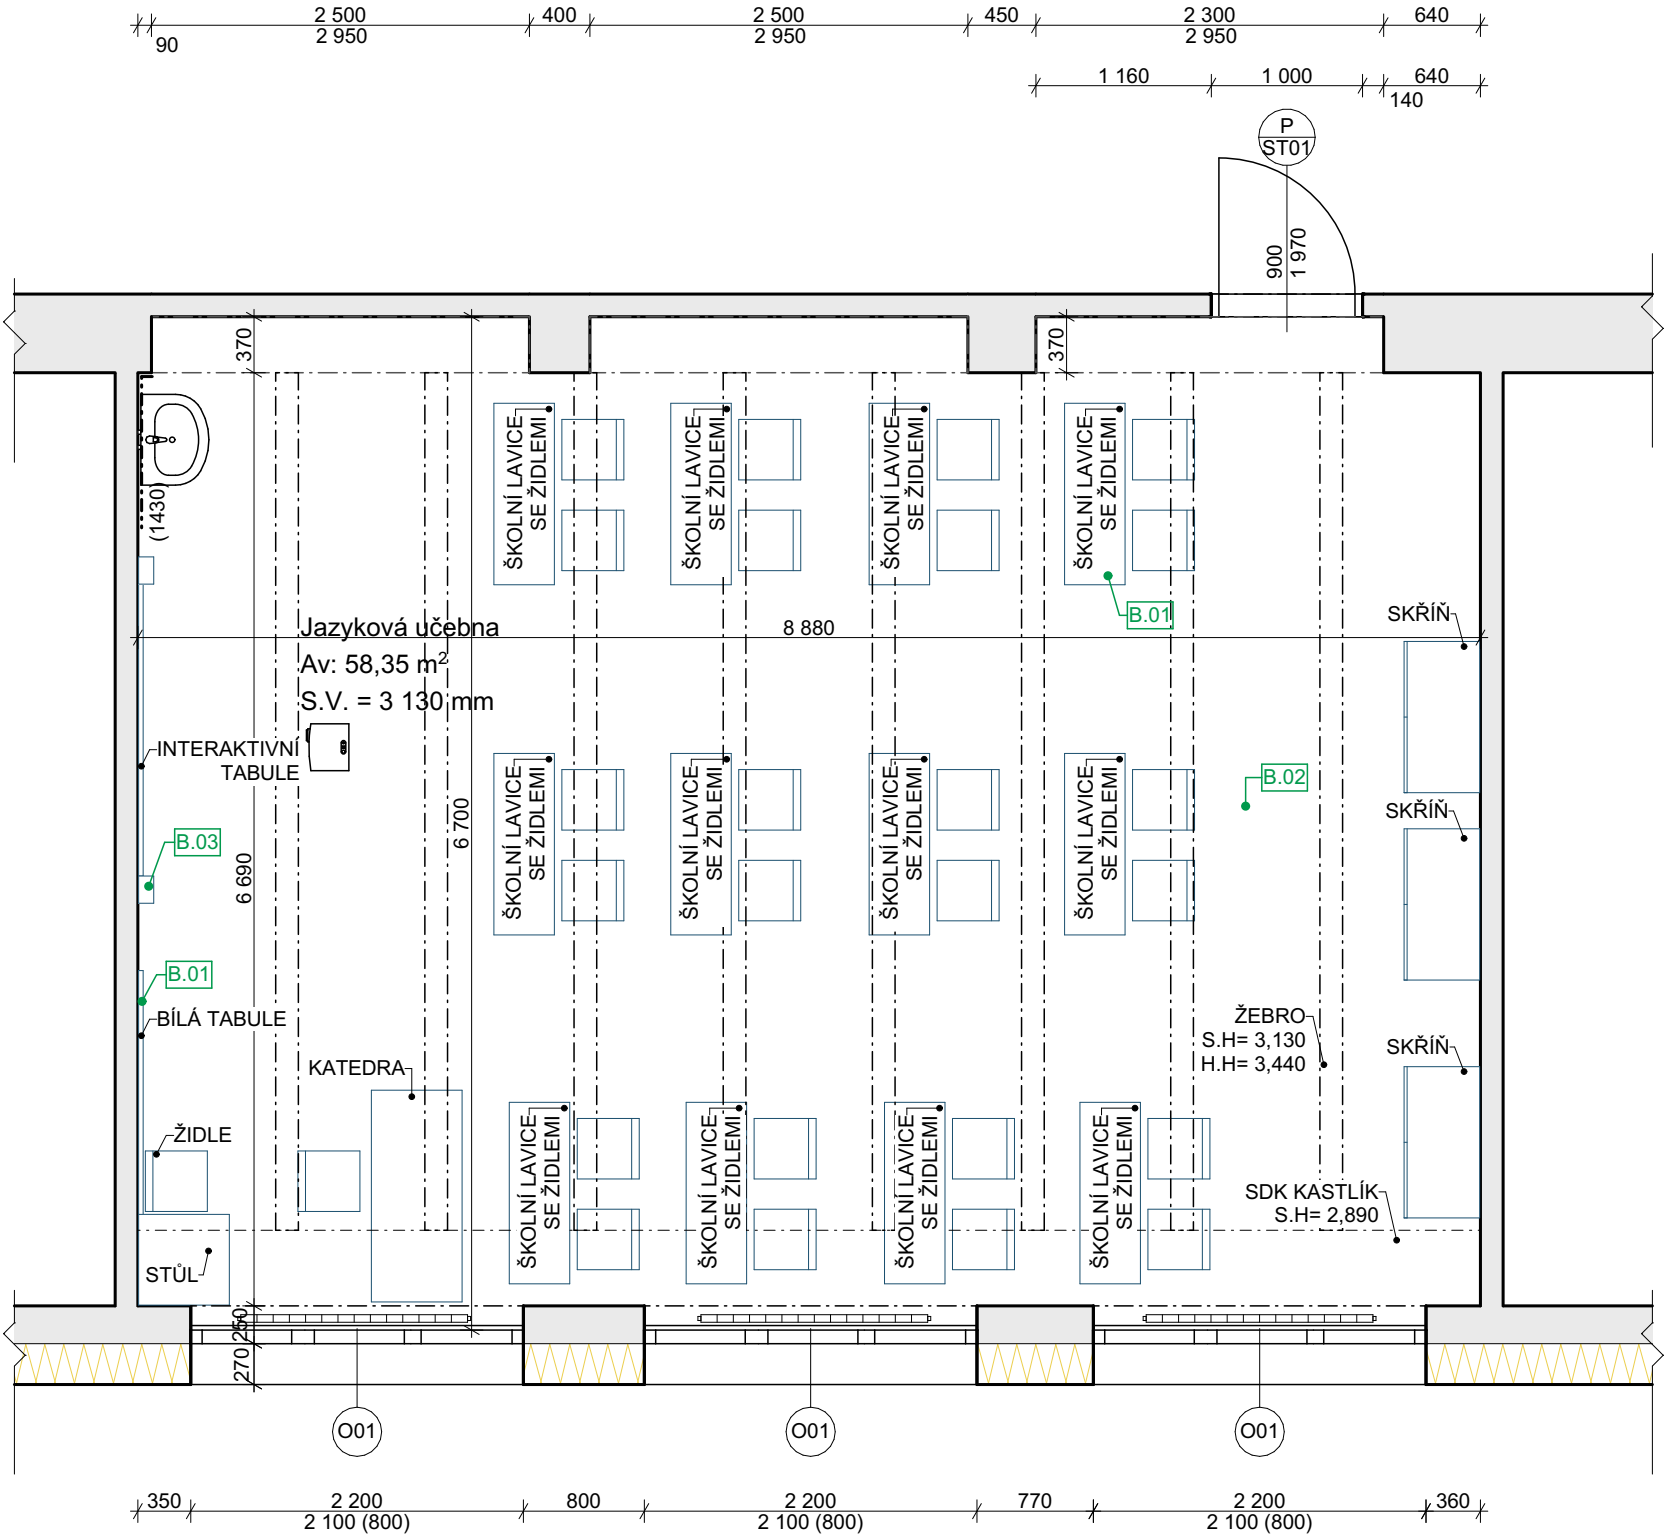 2 500
400
2 500
450
2 300
640
90
2 950
2 950
2 950
1 160
1 000
640
140
P
ST01
900
1 970
370
370
(1430)
ŠKOLNÍ LAVICE
SE ŽIDLEMI
ŠKOLNÍ LAVICE
SE ŽIDLEMI
ŠKOLNÍ LAVICE
SE ŽIDLEMI
ŠKOLNÍ LAVICE
SE ŽIDLEMI
B.01
SKŘÍŇ
Jazyková učebna
Av: 58,35 m²
S.V. = 3 130 mm
8 880
INTERAKTIVNÍ
TABULE
6 700
6 690
ŠKOLNÍ LAVICE
SE ŽIDLEMI
ŠKOLNÍ LAVICE
SE ŽIDLEMI
ŠKOLNÍ LAVICE
SE ŽIDLEMI
ŠKOLNÍ LAVICE
SE ŽIDLEMI
B.02
SKŘÍŇ
B.03
B.01
BÍLÁ TABULE
ŽEBRO
S.H= 3,130
H.H= 3,440
SKŘÍŇ
KATEDRA
ŽIDLE
ŠKOLNÍ LAVICE
SE ŽIDLEMI
ŠKOLNÍ LAVICE
SE ŽIDLEMI
ŠKOLNÍ LAVICE
SE ŽIDLEMI
ŠKOLNÍ LAVICE
SE ŽIDLEMI
SDK KASTLÍK
S.H= 2,890
STŮL
250
270
O01
O01
O01
350
2 200
800
2 200
770
2 200
360
2 100 (800)
2 100 (800)
2 100 (800)